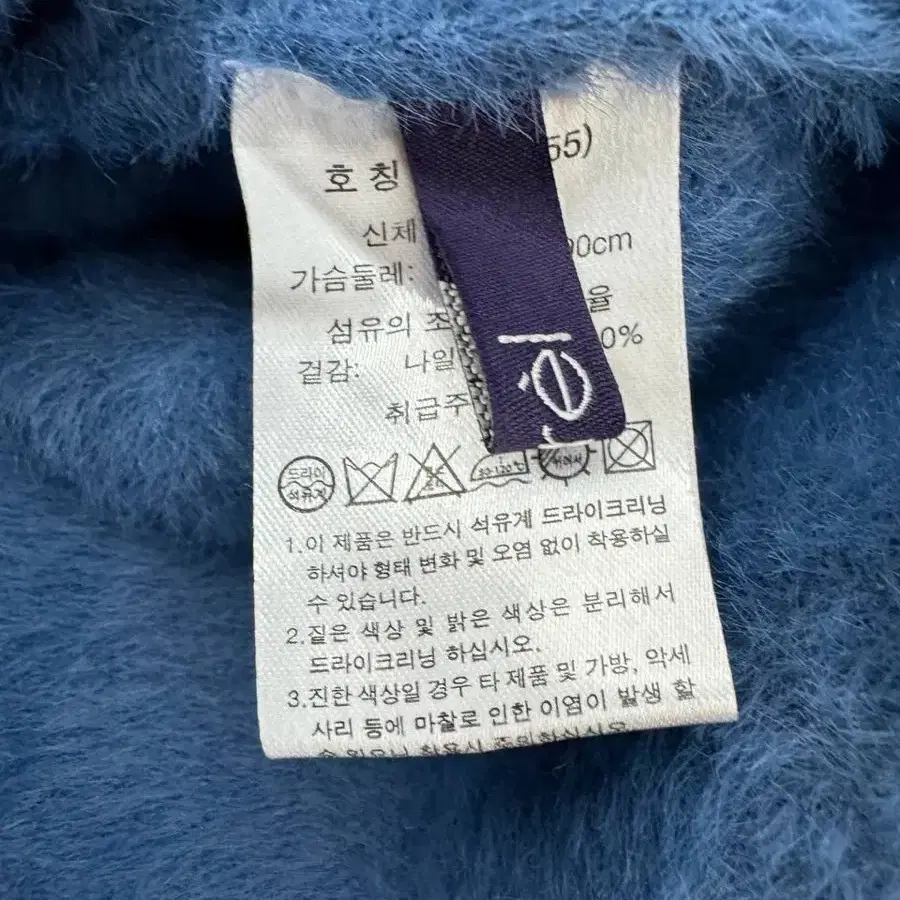 55)
호 칭
신체 90cm
가슴둘레:
섬유의 조 율
겉감: 나일 0%
취급주
드라이
석유계
80-120℃
뉘어서
1.이 제품은 반드시 석유계 드라이크리닝
하셔야 형태 변화 및 오염 없이 착용하실
수 있습니다.
2.짙은 색상 및 밝은 색상은 분리해서
드라이크리닝 하십시오.
3.진한 색상일 경우 타 제품 및 가방, 악세
사리 등에 마찰로 인한 이염이 발생 할